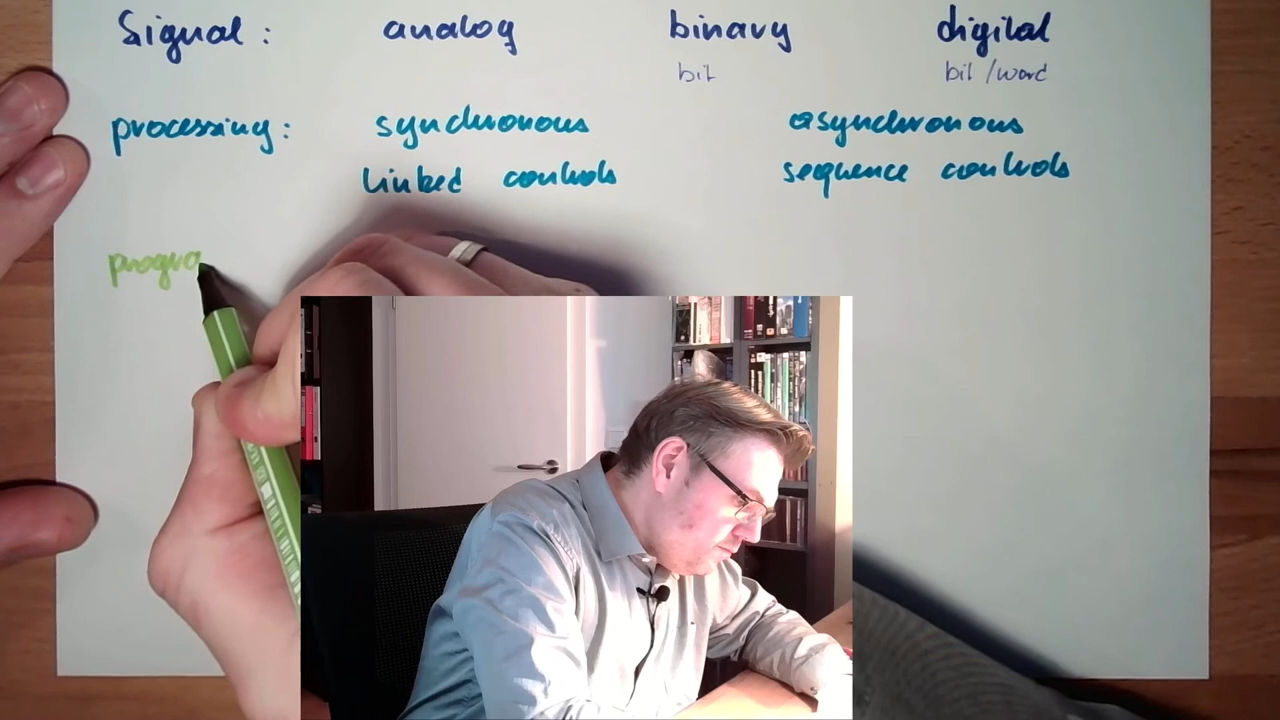 Signal: analog binary digital
bit bit/word
processing: synchronous asynchronous
linked controls sequence controls
progra